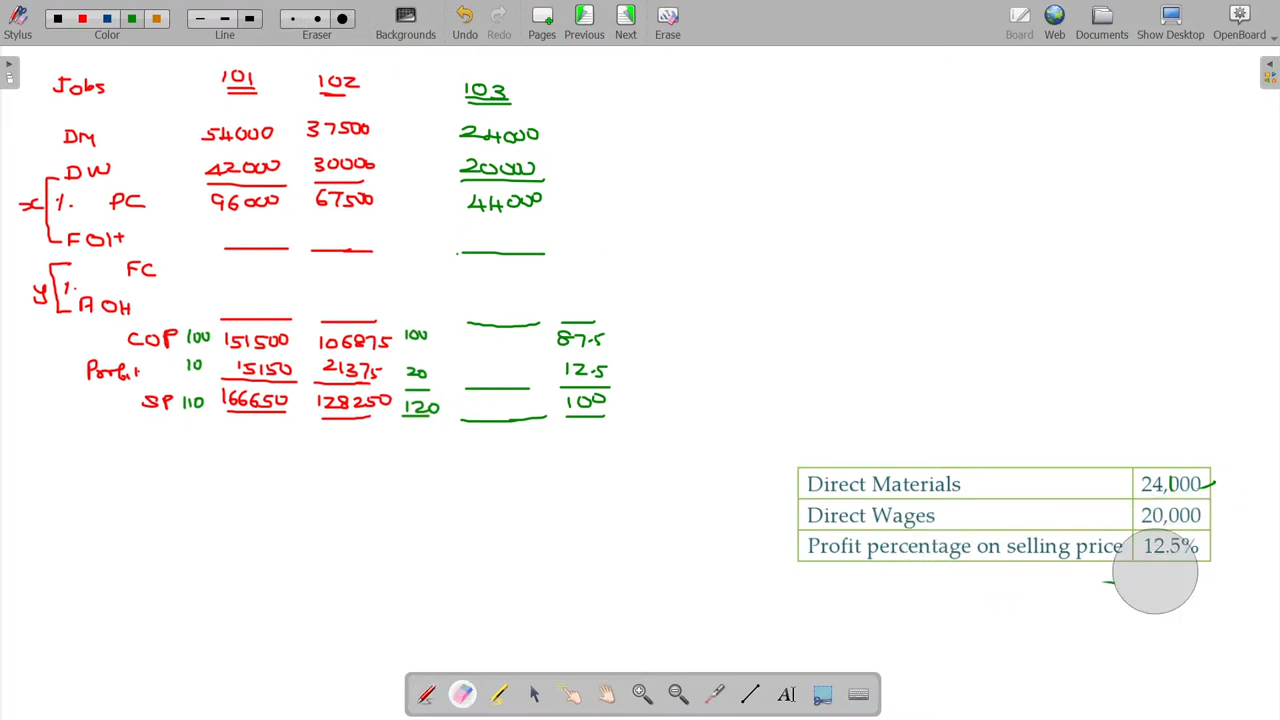 Stylus Color Line Eraser Backgrounds Undo Redo Pages Previous Next Erase Board Web Documents Show Desktop OpenBoard
Jobs 101 102 103
DM 54000 37500 24000
DW 42000 30000 20000
x %. PC 96000 67500 44000
FOH
FC
y %.
AOH
COP 100 151500 106875 100 87.5
Profit 10 15150 21375 20 12.5
SP 110 166650 128250 120 100
Direct Materials 24,000
Direct Wages 20,000
Profit percentage on selling price 12.5%